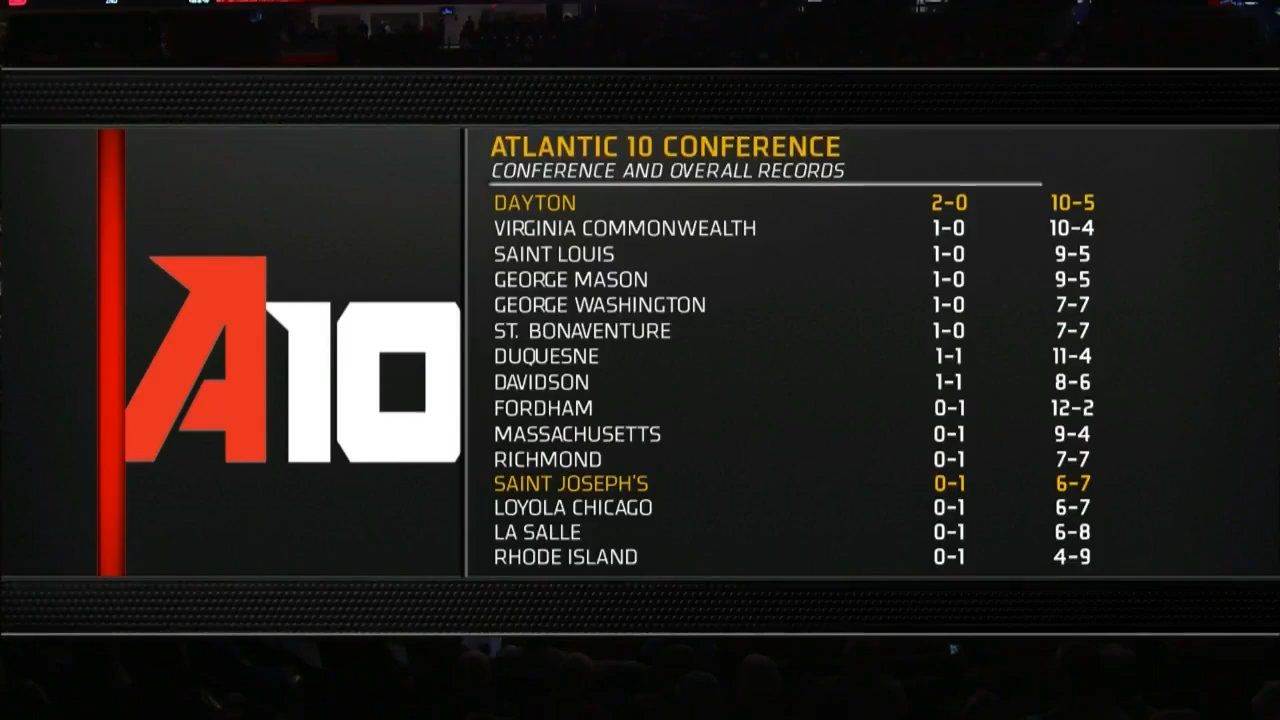 ATLANTIC 10 CONFERENCE
CONFERENCE AND OVERALL RECORDS
DAYTON 2-0 10-5
VIRGINIA COMMONWEALTH 1-0 10-4
SAINT LOUIS 1-0 9-5
GEORGE MASON 1-0 9-5
GEORGE WASHINGTON 1-0 7-7
ST. BONAVENTURE 1-0 7-7
DUQUESNE 1-1 11-4
DAVIDSON 1-1 8-6
FORDHAM 0-1 12-2
MASSACHUSETTS 0-1 9-4
RICHMOND 0-1 7-7
SAINT JOSEPH'S 0-1 6-7
LOYOLA CHICAGO 0-1 6-7
LA SALLE 0-1 6-8
RHODE ISLAND 0-1 4-9
A10